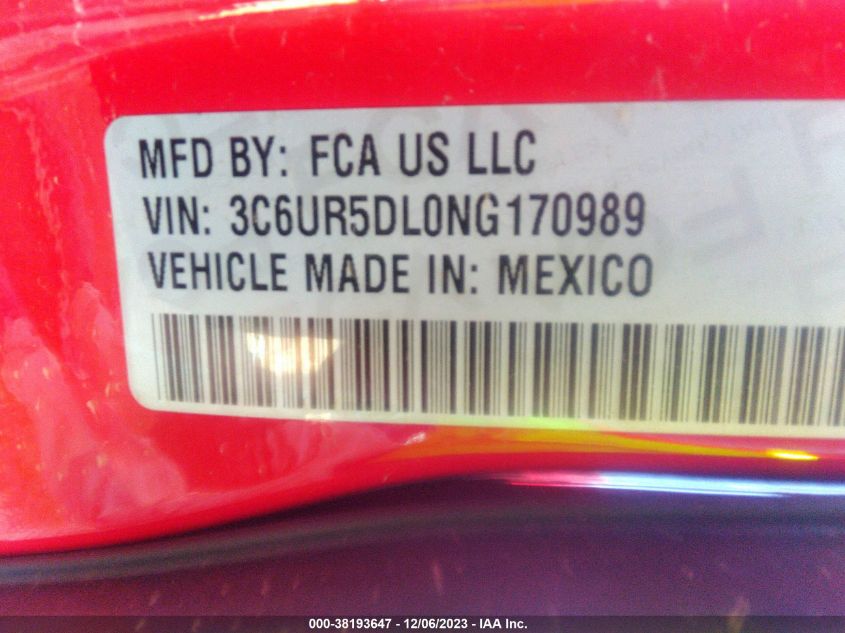 MFD BY: FCA US LLC
VIN: 3C6UR5DL0NG170989
VEHICLE MADE IN: MEXICO
000-38193647 - 12/06/2023 - IAA Inc.